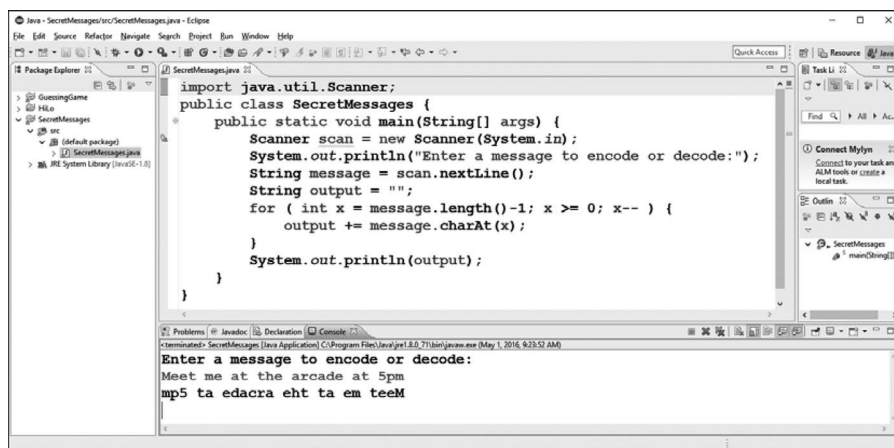 Java - SecretMessages/src/SecretMessages.java - Eclipse
File Edit Source Refactor Navigate Search Project Run Window Help
Quick Access
Resource
Java
Package Explorer
GuessingGame
HiLo
SecretMessages
src
(default package)
SecretMessages.java
JRE System Library [JavaSE-1.8]
SecretMessages.java
import java.util.Scanner;
public class SecretMessages {
public static void main(String[] args) {
Scanner scan = new Scanner(System.in);
System.out.println("Enter a message to encode or decode:");
String message = scan.nextLine();
String output = "";
for ( int x = message.length()-1; x >= 0; x-- ) {
output += message.charAt(x);
}
System.out.println(output);
}
}
Task Li
Find All Ac..
Connect Mylyn
Connect to your task an
ALM tools or create a
local task.
Outlin
SecretMessages
main(String[]
Problems @ Javadoc Declaration Console
<terminated> SecretMessages [Java Application] C:\Program Files\Java\jre1.8.0_71\bin\javaw.exe (May 1, 2016, 9:23:52 AM)
Enter a message to encode or decode:
Meet me at the arcade at 5pm
mp5 ta edacra eht ta em teeM